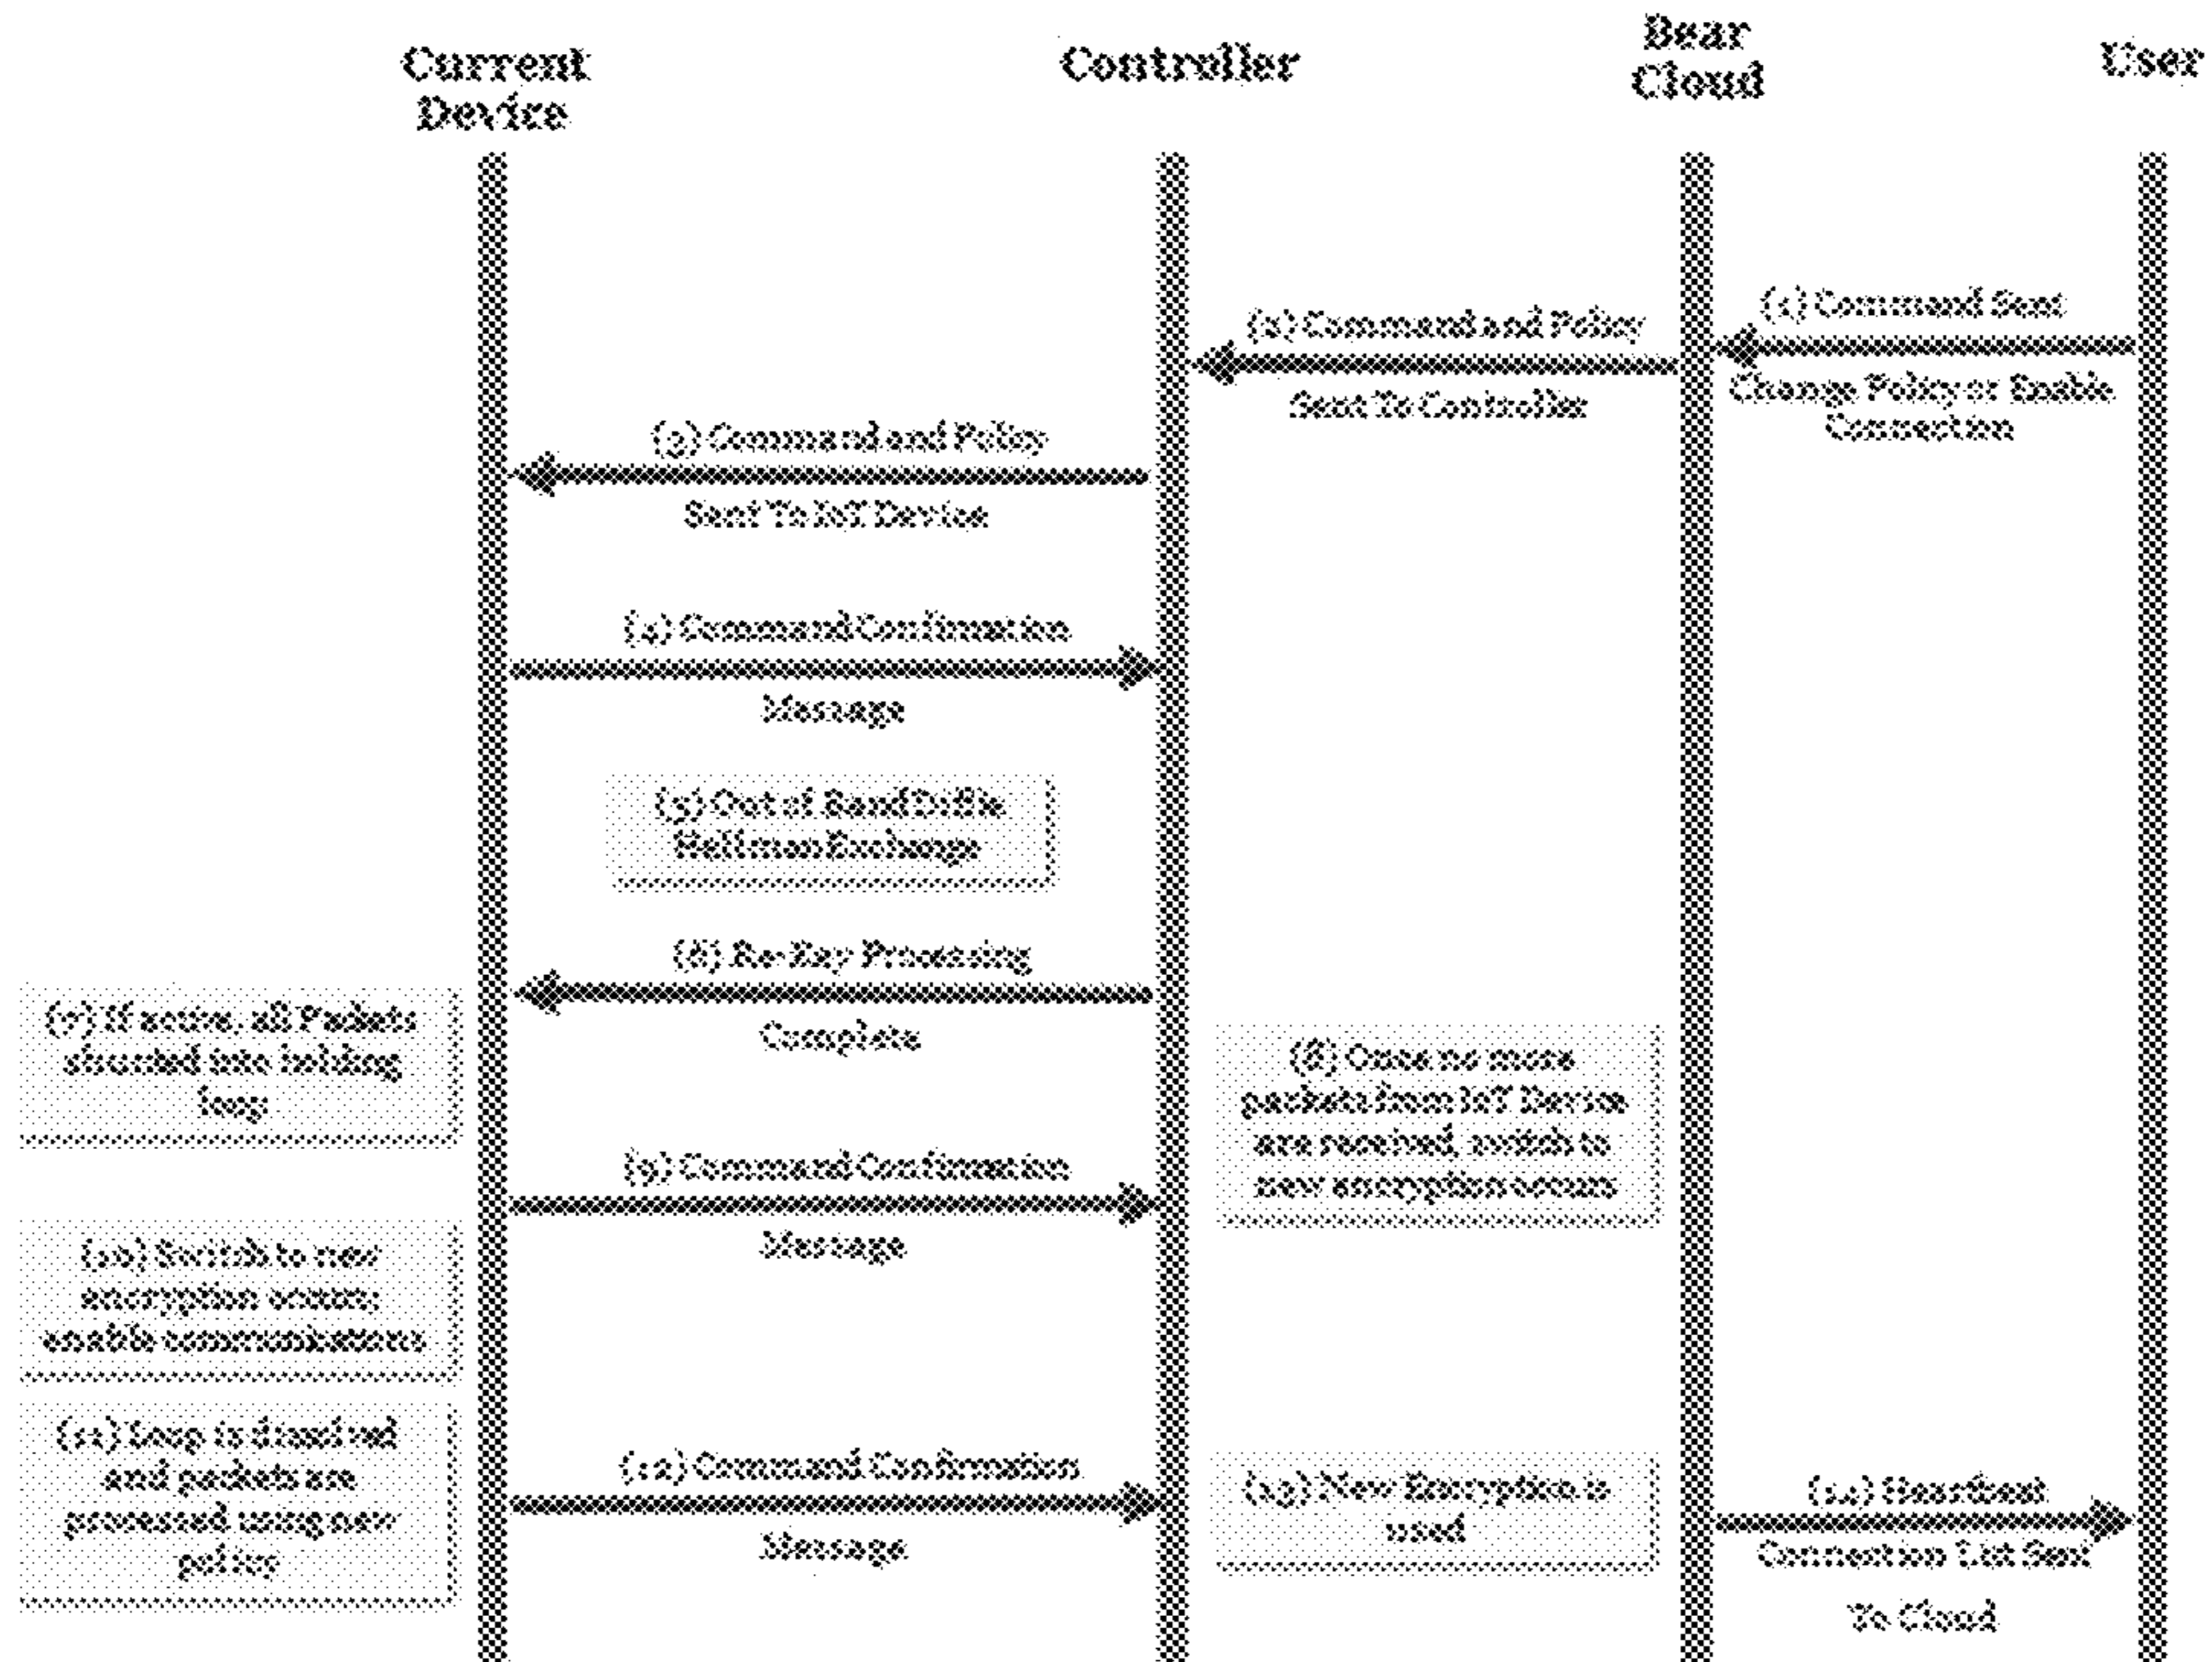 Current
Device
Controller
Bear
Cloud
User
(1) Command Sent
Change Policy or Enable
Connection
(2) Command and Policy
Sent To Controller
(3) Command and Policy
Sent To IoT Device
(4) Command Confirmation
Message
(5) Out of Band Diffie
Hellman Exchange
(6) Re-Key Processing
Complete
(7) If active, all Packets
shunted into holding
loop
(8) Once no more
packets from IoT Device
are received, switch to
new encryption occurs
(9) Command Confirmation
Message
(10) Switch to new
encryption occurs;
enable communications
(11) Loop is drained
and packets are
processed using new
policy
(12) Command Confirmation
Message
(13) New Encryption is
used
(14) Heartbeat
Connection List Sent
To Cloud